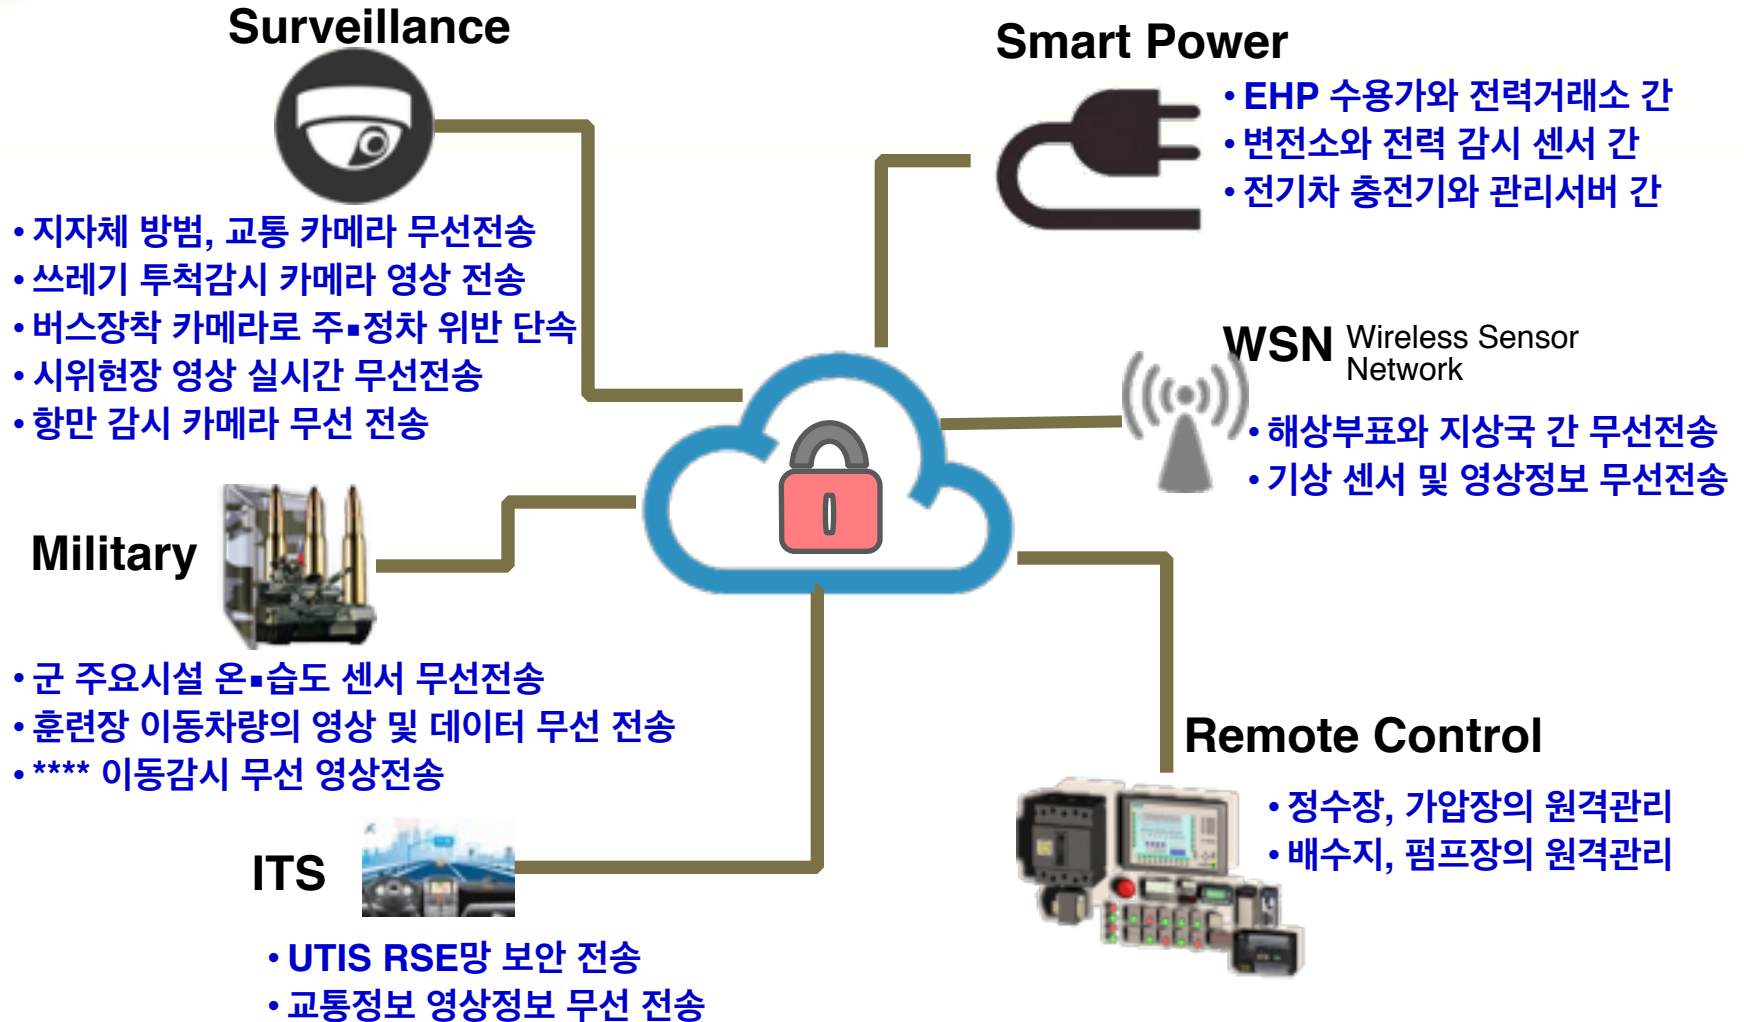 Surveillance
• 지자체 방범, 교통 카메라 무선전송
• 쓰레기 투척감시 카메라 영상 전송
• 버스장착 카메라로 주▪정차 위반 단속
• 시위현장 영상 실시간 무선전송
• 항만 감시 카메라 무선 전송
Smart Power
• EHP 수용가와 전력거래소 간
• 변전소와 전력 감시 센서 간
• 전기차 충전기와 관리서버 간
WSN Wireless Sensor
Network
• 해상부표와 지상국 간 무선전송
• 기상 센서 및 영상정보 무선전송
Military
• 군 주요시설 온▪습도 센서 무선전송
• 훈련장 이동차량의 영상 및 데이터 무선 전송
• **** 이동감시 무선 영상전송
Remote Control
• 정수장, 가압장의 원격관리
• 배수지, 펌프장의 원격관리
ITS
• UTIS RSE망 보안 전송
• 교통정보 영상정보 무선 전송